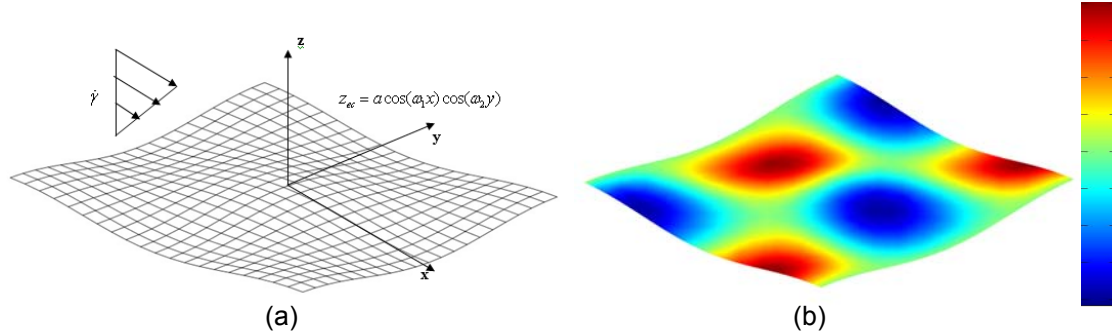 z
γ̇
z_ec = a cos(ω₁x) cos(ω₂y)
y
x
(a)
(b)